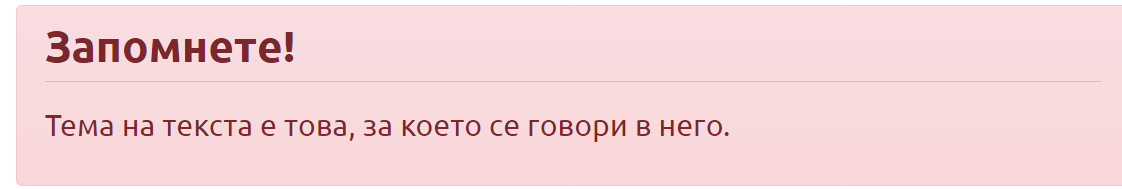 Запомнете!
Тема на текста е това, за което се говори в него.